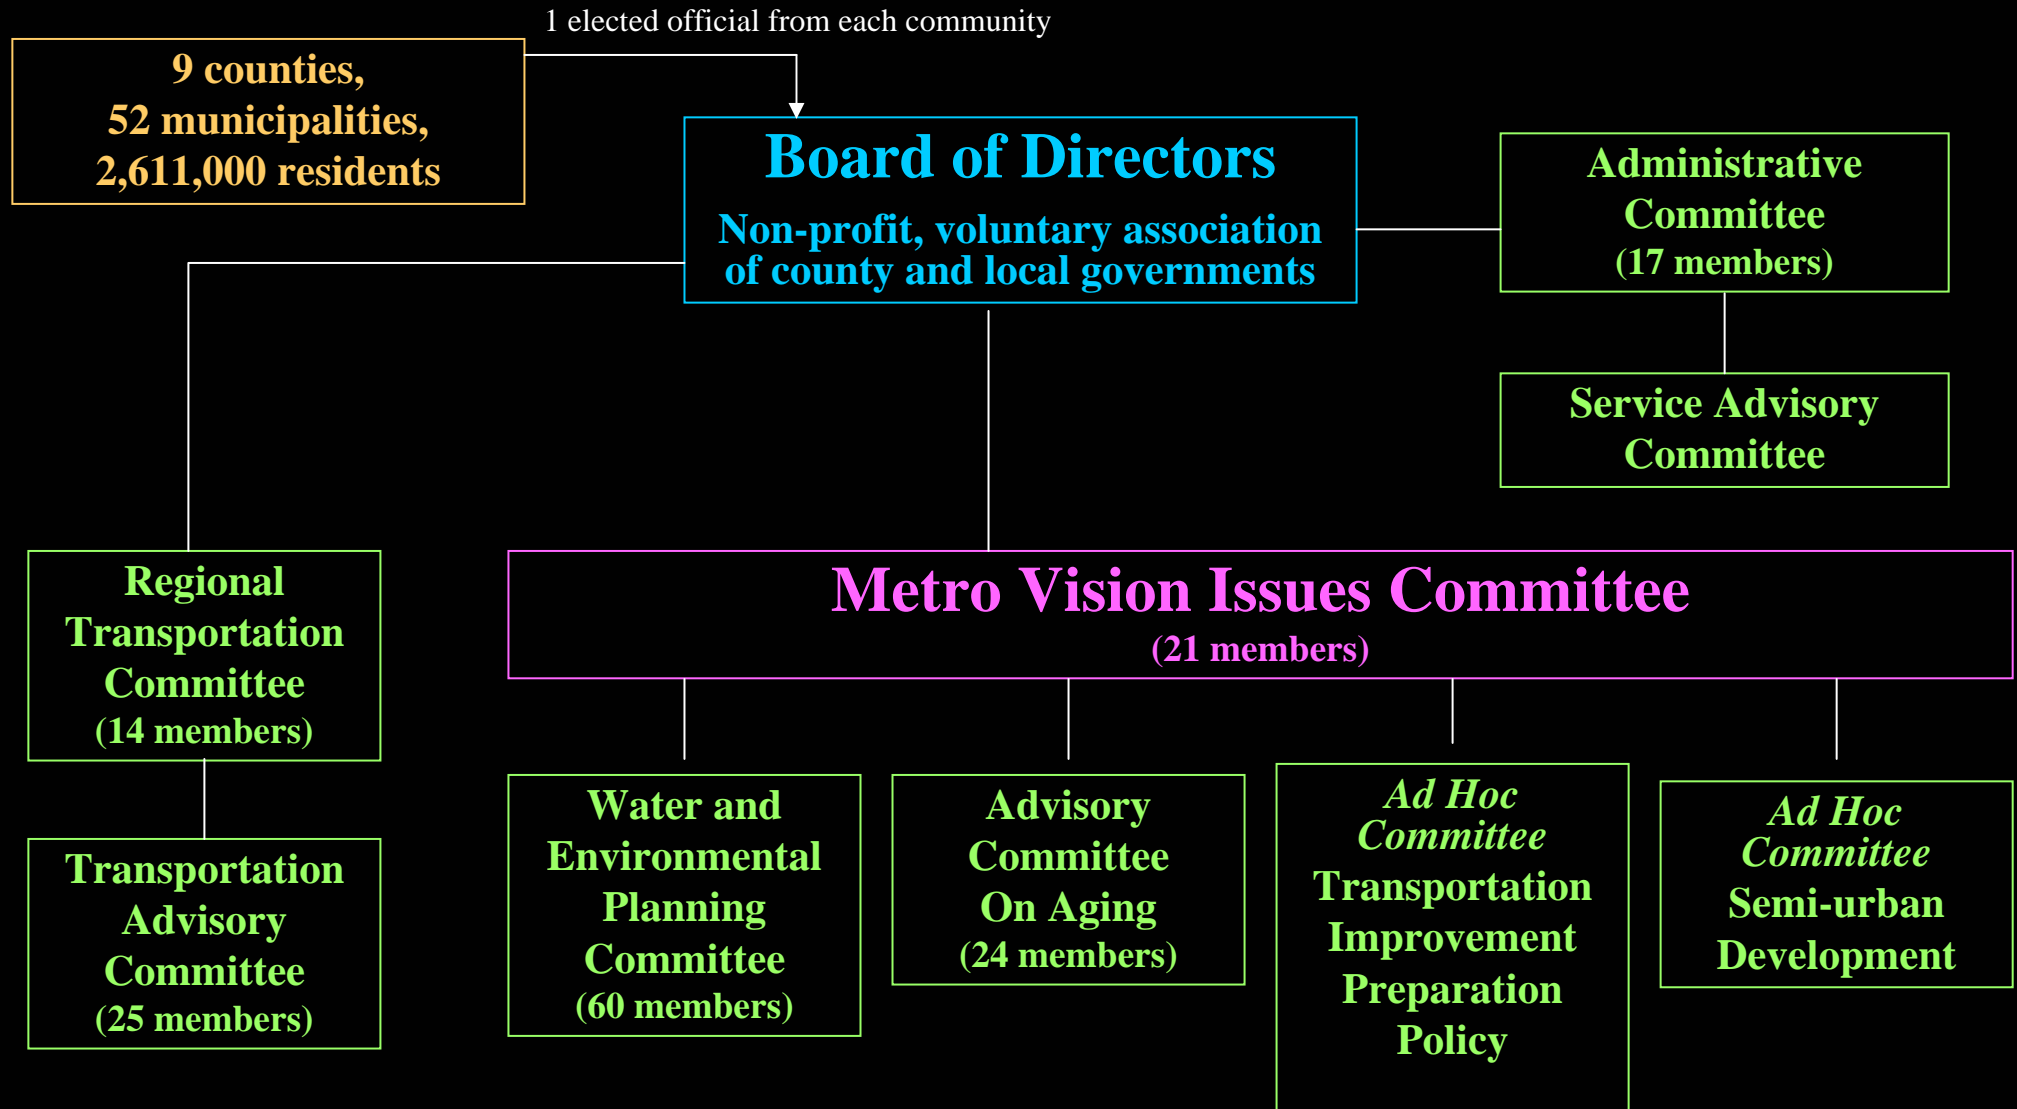 1 elected official from each community
9 counties,
52 municipalities,
2,611,000 residents
Board of Directors
Non-profit, voluntary association
of county and local governments
Administrative
Committee
(17 members)
Service Advisory
Committee
Regional
Transportation
Committee
(14 members)
Metro Vision Issues Committee
(21 members)
Transportation
Advisory
Committee
(25 members)
Water and
Environmental
Planning
Committee
(60 members)
Advisory
Committee
On Aging
(24 members)
Ad Hoc
Committee
Transportation
Improvement
Preparation
Policy
Ad Hoc
Committee
Semi-urban
Development